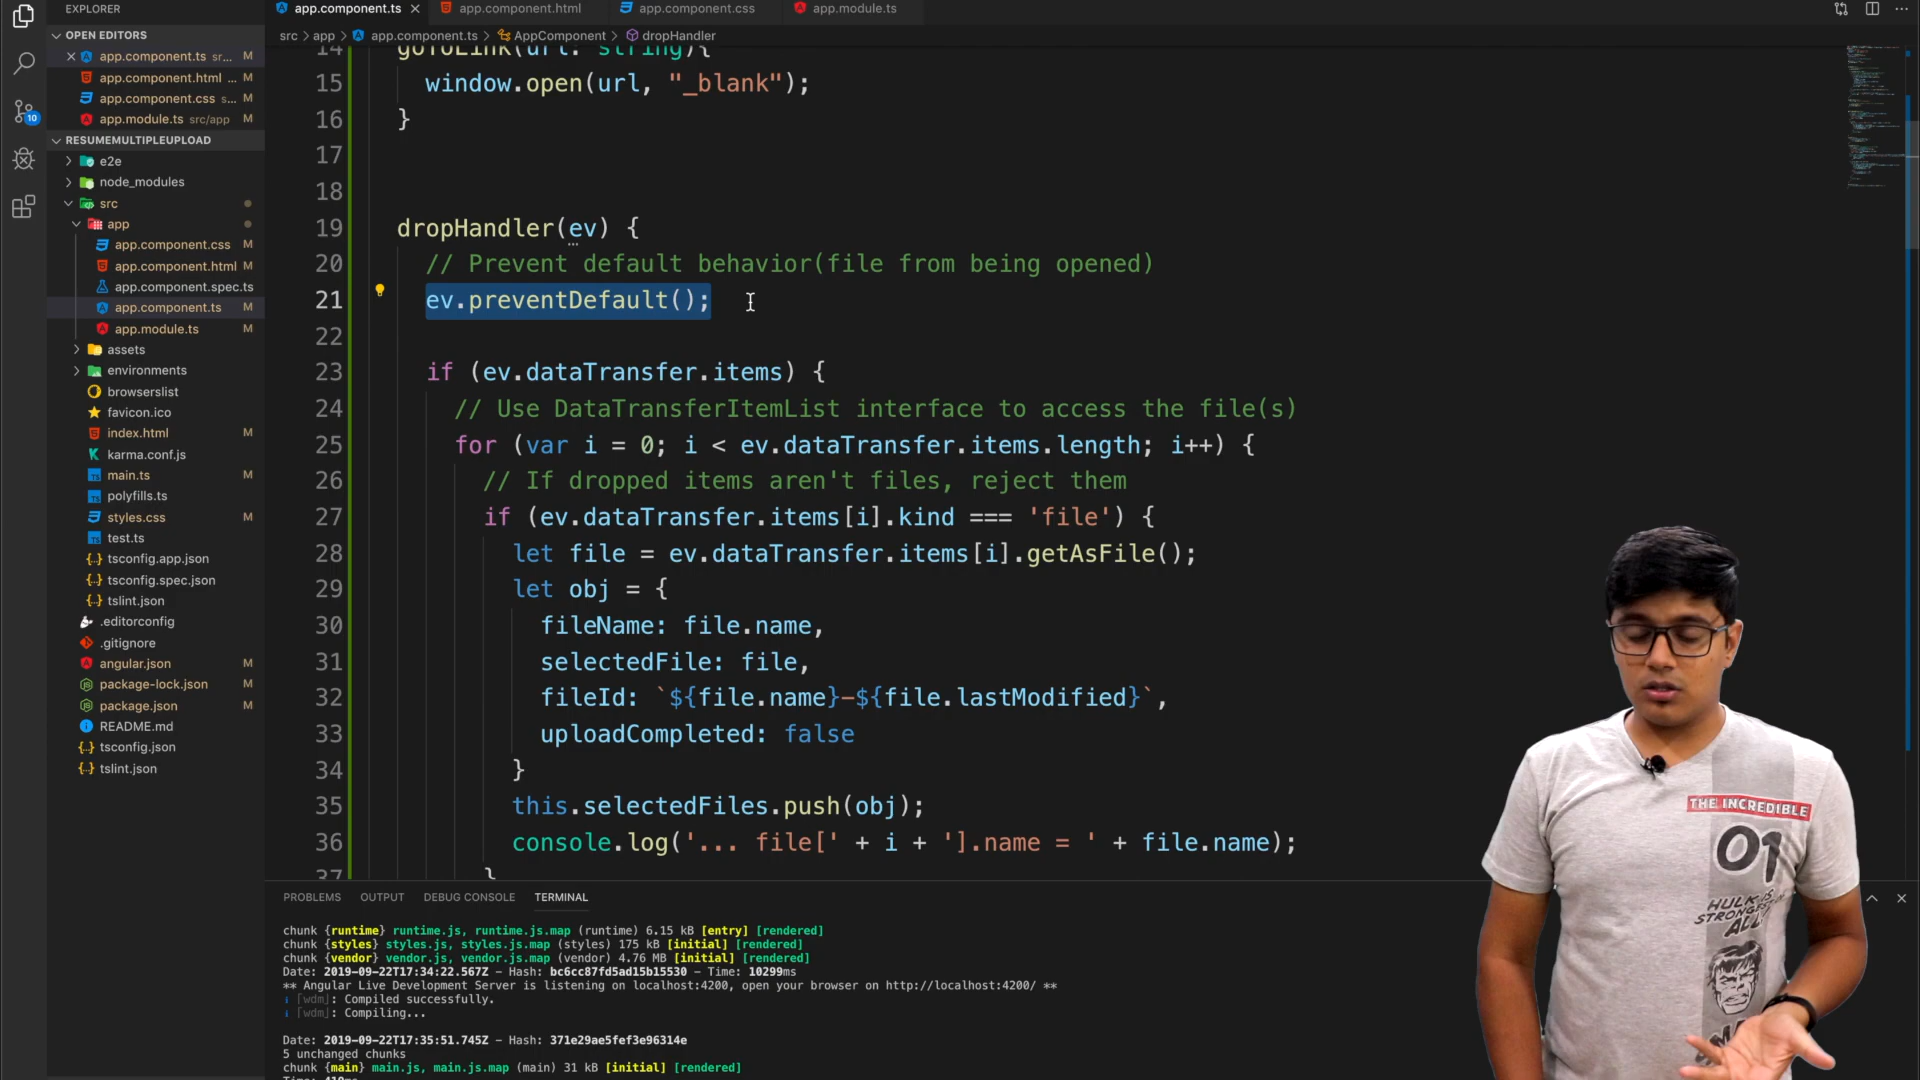 EXPLORER
OPEN EDITORS
app.component.ts sr... M
app.component.html ... M
app.component.css s... M
app.module.ts src/app M
RESUMEMULTIPLEUPLOAD
e2e
node_modules
src
app
app.component.css M
app.component.html M
app.component.spec.ts
app.component.ts M
app.module.ts M
assets
environments
browserslist
favicon.ico
index.html M
karma.conf.js
main.ts M
polyfills.ts
styles.css M
test.ts
tsconfig.app.json
tsconfig.spec.json
tslint.json
.editorconfig
.gitignore
angular.json M
package-lock.json M
package.json M
README.md
tsconfig.json
tslint.json
10
app.component.ts app.component.html app.component.css app.module.ts
src > app > app.component.ts > AppComponent > dropHandler
14 goToLink(url: string){
15 window.open(url, "_blank");
16 }
17
18
19 dropHandler(ev) {
20 // Prevent default behavior(file from being opened)
21 ev.preventDefault();
22
23 if (ev.dataTransfer.items) {
24 // Use DataTransferItemList interface to access the file(s)
25 for (var i = 0; i < ev.dataTransfer.items.length; i++) {
26 // If dropped items aren't files, reject them
27 if (ev.dataTransfer.items[i].kind === 'file') {
28 let file = ev.dataTransfer.items[i].getAsFile();
29 let obj = {
30 fileName: file.name,
31 selectedFile: file,
32 fileId: `${file.name}-${file.lastModified}`,
33 uploadCompleted: false
34 }
35 this.selectedFiles.push(obj);
36 console.log('... file[' + i + '].name = ' + file.name);
37 }
PROBLEMS OUTPUT DEBUG CONSOLE TERMINAL
chunk {runtime} runtime.js, runtime.js.map (runtime) 6.15 kB [entry] [rendered]
chunk {styles} styles.js, styles.js.map (styles) 175 kB [initial] [rendered]
chunk {vendor} vendor.js, vendor.js.map (vendor) 4.76 MB [initial] [rendered]
Date: 2019-09-22T17:34:22.567Z - Hash: bc6cc87fd5ad15b15530 - Time: 10299ms
** Angular Live Development Server is listening on localhost:4200, open your browser on http://localhost:4200/ **
i ｢wdm｣: Compiled successfully.
i ｢wdm｣: Compiling...
Date: 2019-09-22T17:35:51.745Z - Hash: 371e29ae5fef3e96314e
5 unchanged chunks
chunk {main} main.js, main.js.map (main) 31 kB [initial] [rendered]
THE INCREDIBLE
01
HULK IS
STRONGEST
ALL